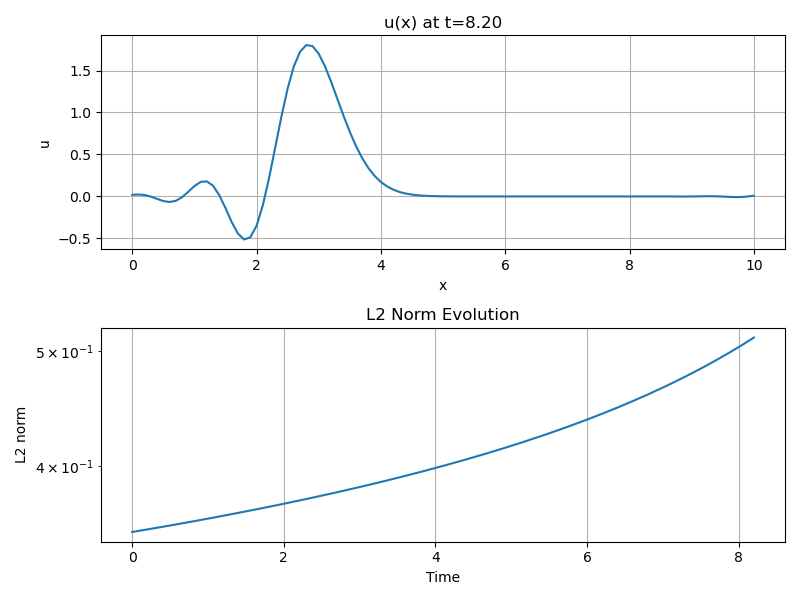 u(x) at t=8.20
1.5
1.0
0.5
0.0
−0.5
u
0 2 4 6 8 10
x
L2 Norm Evolution
5 × 10⁻¹
4 × 10⁻¹
L2 norm
0 2 4 6 8
Time